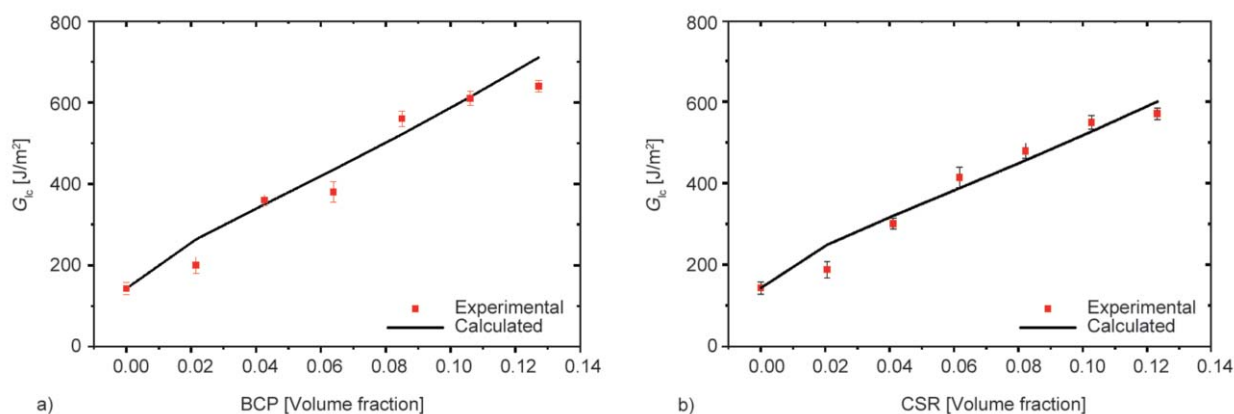 800
600
400
200
0
G_Ic [J/m²]
0.00 0.02 0.04 0.06 0.08 0.10 0.12 0.14
Experimental
Calculated
a) BCP [Volume fraction]
800
600
400
200
0
G_Ic [J/m²]
0.00 0.02 0.04 0.06 0.08 0.10 0.12 0.14
Experimental
Calculated
b) CSR [Volume fraction]